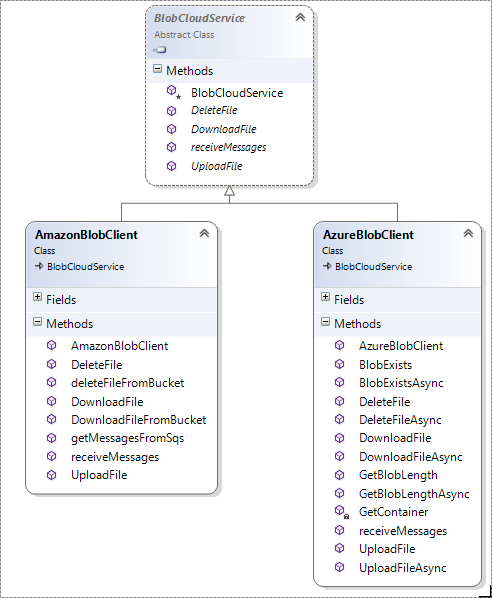 BlobCloudService
Abstract Class
Methods
BlobCloudService
DeleteFile
DownloadFile
receiveMessages
UploadFile
AmazonBlobClient
Class
BlobCloudService
Fields
Methods
AmazonBlobClient
DeleteFile
deleteFileFromBucket
DownloadFile
DownloadFileFromBucket
getMessagesFromSqs
receiveMessages
UploadFile
AzureBlobClient
Class
BlobCloudService
Fields
Methods
AzureBlobClient
BlobExists
BlobExistsAsync
DeleteFile
DeleteFileAsync
DownloadFile
DownloadFileAsync
GetBlobLength
GetBlobLengthAsync
GetContainer
receiveMessages
UploadFile
UploadFileAsync